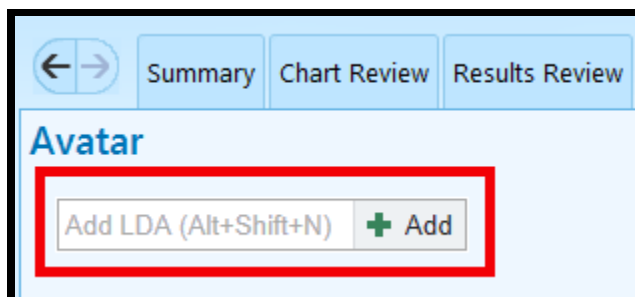 Summary Chart Review Results Review
Avatar
Add LDA (Alt+Shift+N) Add